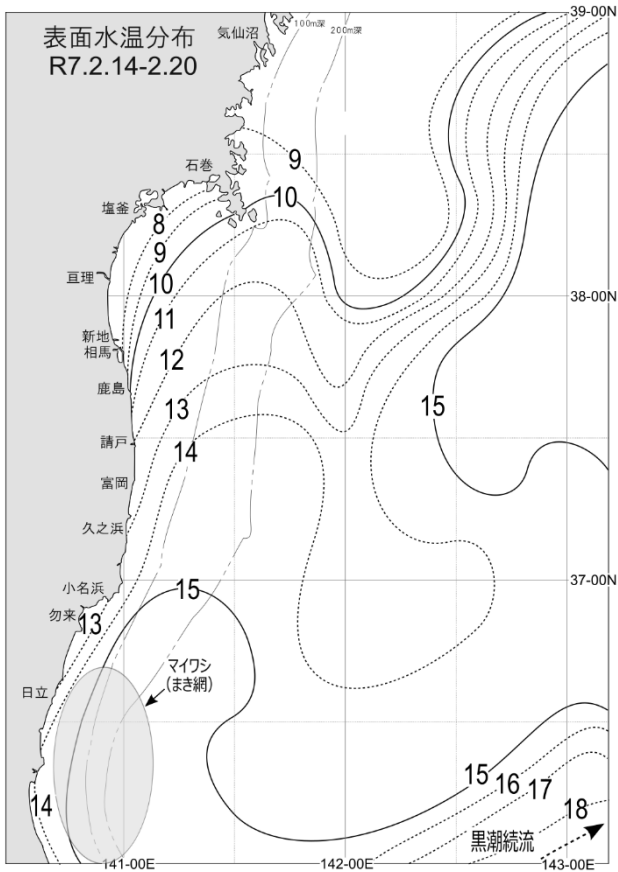 表面水温分布
R7.2.14-2.20
気仙沼
100m深
200m深
39-00N
石巻
9
10
塩釜
8
9
亘理
10
38-00N
11
新地
相馬
12
鹿島
13
15
請戸
14
富岡
久之浜
37-00N
小名浜
15
勿来
13
マイワシ
(まき網)
日立
14
15
16
17
18
黒潮続流
141-00E
142-00E
143-00E